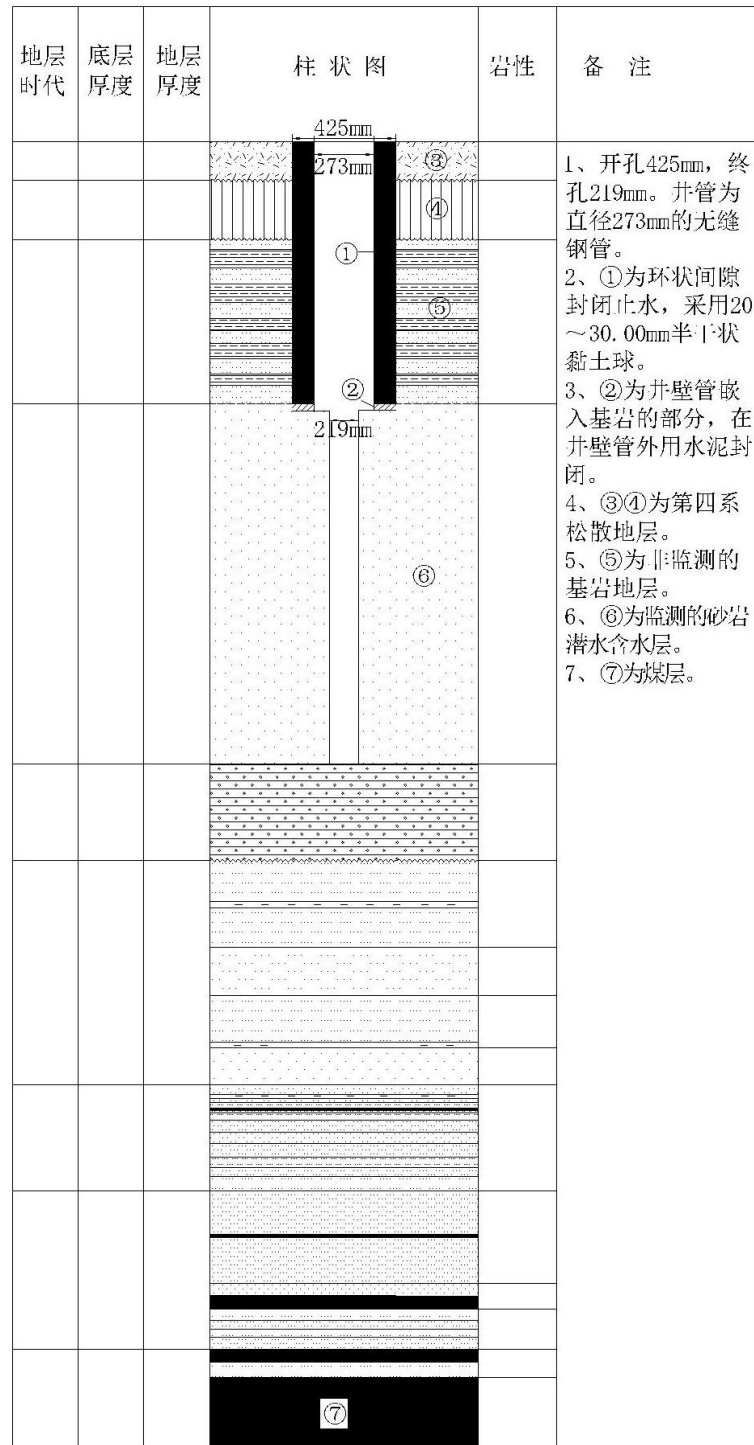 地层时代
底层厚度
地层厚度
柱 状 图
岩性
备 注
425mm
273mm
③
④
①
⑤
②
219mm
⑥
⑦
1、开孔425mm，终
孔219mm。井管为
直径273mm的无缝
钢管。
2、①为环状间隙
封闭止水，采用20
～30.00mm半干状
黏土球。
3、②为井壁管嵌
入基岩的部分，在
井壁管外用水泥封
闭。
4、③④为第四系
松散地层。
5、⑤为非监测的
基岩地层。
6、⑥为监测的砂岩
潜水含水层。
7、⑦为煤层。